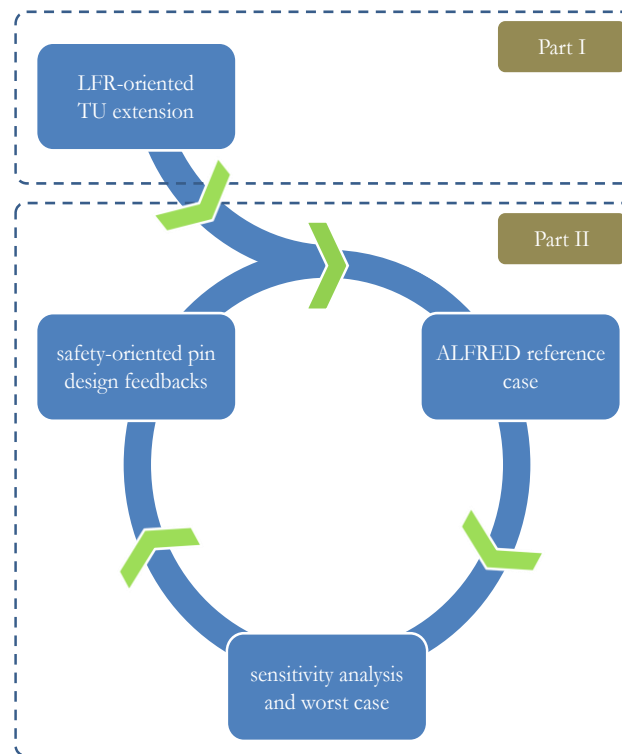 Part I
LFR-oriented
TU extension
Part II
safety-oriented pin
design feedbacks
ALFRED reference
case
sensitivity analysis
and worst case